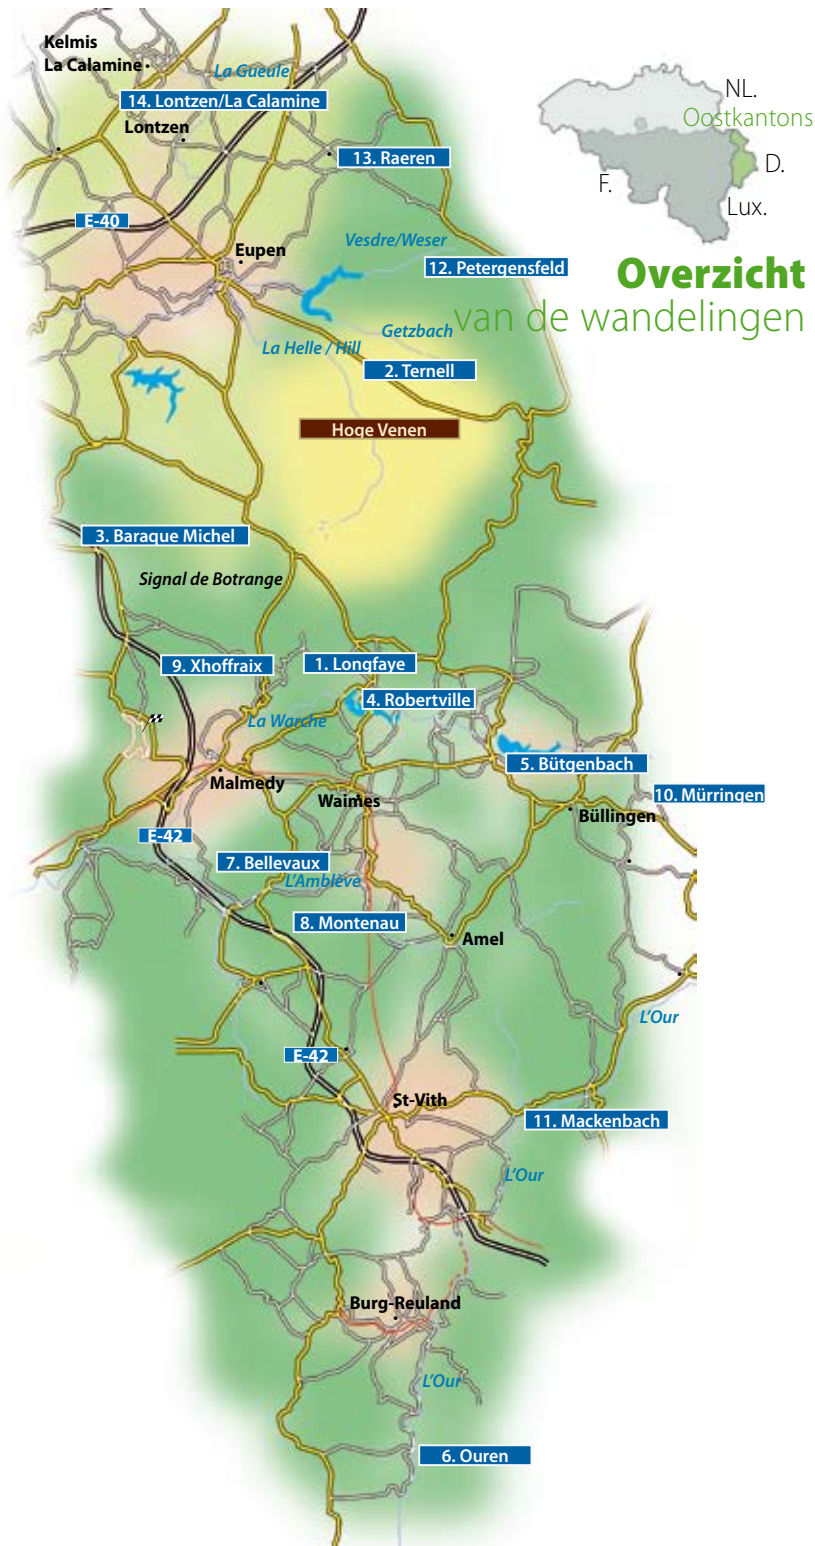 Kelmis
La Calamine
La Gueule
14. Lontzen/La Calamine
Lontzen
13. Raeren
E-40
Eupen
Vesdre/Weser
12. Petergensfeld
Getzbach
La Helle / Hill
2. Ternell
Hoge Venen
NL.
Oostkantons
D.
F.
Lux.
Overzicht
van de wandelingen
3. Baraque Michel
Signal de Botrange
9. Xhoffraix
1. Longfaye
4. Robertville
La Warche
5. Bütgenbach
Malmedy
Waimes
10. Mürringen
Büllingen
E-42
7. Bellevaux
L'Amblève
8. Montenau
Amel
L'Our
E-42
St-Vith
11. Mackenbach
L'Our
Burg-Reuland
L'Our
6. Ouren